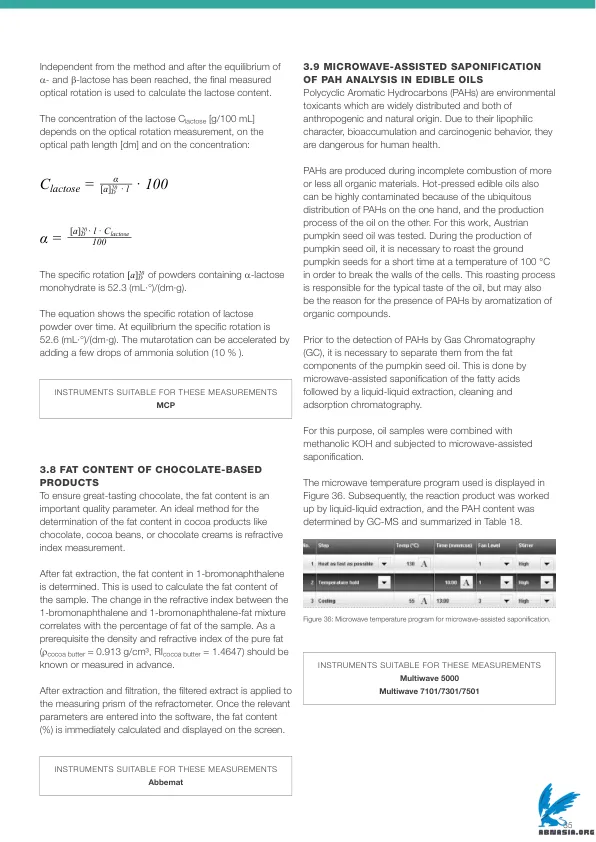 Independent from the method and after the equilibrium of
α- and β-lactose has been reached, the final measured
optical rotation is used to calculate the lactose content.
The concentration of the lactose Clactose [g/100 mL]
depends on the optical rotation measurement, on the
optical path length [dm] and on the concentration:
Clactose = α / [a]20D · l · 100
α = [a]20D · l · Clactose / 100
The specific rotation [a]20D of powders containing α-lactose
monohydrate is 52.3 (mL·°)/(dm·g).
The equation shows the specific rotation of lactose
powder over time. At equilibrium the specific rotation is
52.6 (mL·°)/(dm·g). The mutarotation can be accelerated by
adding a few drops of ammonia solution (10 % ).
INSTRUMENTS SUITABLE FOR THESE MEASUREMENTS
MCP
3.8 FAT CONTENT OF CHOCOLATE-BASED
PRODUCTS
To ensure great-tasting chocolate, the fat content is an
important quality parameter. An ideal method for the
determination of the fat content in cocoa products like
chocolate, cocoa beans, or chocolate creams is refractive
index measurement.
After fat extraction, the fat content in 1-bromonaphthalene
is determined. This is used to calculate the fat content of
the sample. The change in the refractive index between the
1-bromonaphthalene and 1-bromonaphthalene-fat mixture
correlates with the percentage of fat of the sample. As a
prerequisite the density and refractive index of the pure fat
(ρcocoa butter = 0.913 g/cm³, RIcocoa butter = 1.4647) should be
known or measured in advance.
After extraction and filtration, the filtered extract is applied to
the measuring prism of the refractometer. Once the relevant
parameters are entered into the software, the fat content
(%) is immediately calculated and displayed on the screen.
INSTRUMENTS SUITABLE FOR THESE MEASUREMENTS
Abbemat
3.9 MICROWAVE-ASSISTED SAPONIFICATION
OF PAH ANALYSIS IN EDIBLE OILS
Polycyclic Aromatic Hydrocarbons (PAHs) are environmental
toxicants which are widely distributed and both of
anthropogenic and natural origin. Due to their lipophilic
character, bioaccumulation and carcinogenic behavior, they
are dangerous for human health.
PAHs are produced during incomplete combustion of more
or less all organic materials. Hot-pressed edible oils also
can be highly contaminated because of the ubiquitous
distribution of PAHs on the one hand, and the production
process of the oil on the other. For this work, Austrian
pumpkin seed oil was tested. During the production of
pumpkin seed oil, it is necessary to roast the ground
pumpkin seeds for a short time at a temperature of 100 °C
in order to break the walls of the cells. This roasting process
is responsible for the typical taste of the oil, but may also
be the reason for the presence of PAHs by aromatization of
organic compounds.
Prior to the detection of PAHs by Gas Chromatography
(GC), it is necessary to separate them from the fat
components of the pumpkin seed oil. This is done by
microwave-assisted saponification of the fatty acids
followed by a liquid-liquid extraction, cleaning and
adsorption chromatography.
For this purpose, oil samples were combined with
methanolic KOH and subjected to microwave-assisted
saponification.
The microwave temperature program used is displayed in
Figure 36. Subsequently, the reaction product was worked
up by liquid-liquid extraction, and the PAH content was
determined by GC-MS and summarized in Table 18.
No. Step Temp (°C) Time (mm:ss) Fan Level Stirrer
1 Heat as fast as possible 130 A 1 High
2 Temperature hold 10:00 A 1 High
3 Cooling 55 A 13:00 3 High
Figure 36: Microwave temperature program for microwave-assisted saponification.
INSTRUMENTS SUITABLE FOR THESE MEASUREMENTS
Multiwave 5000
Multiwave 7101/7301/7501
35
ABMASIA.ORG